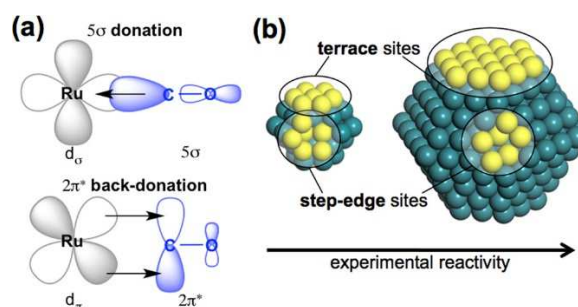 (a)
5σ donation
Ru
C
O
dσ
5σ
2π* back-donation
Ru
C
O
dπ
2π*
(b)
terrace sites
step-edge sites
experimental reactivity